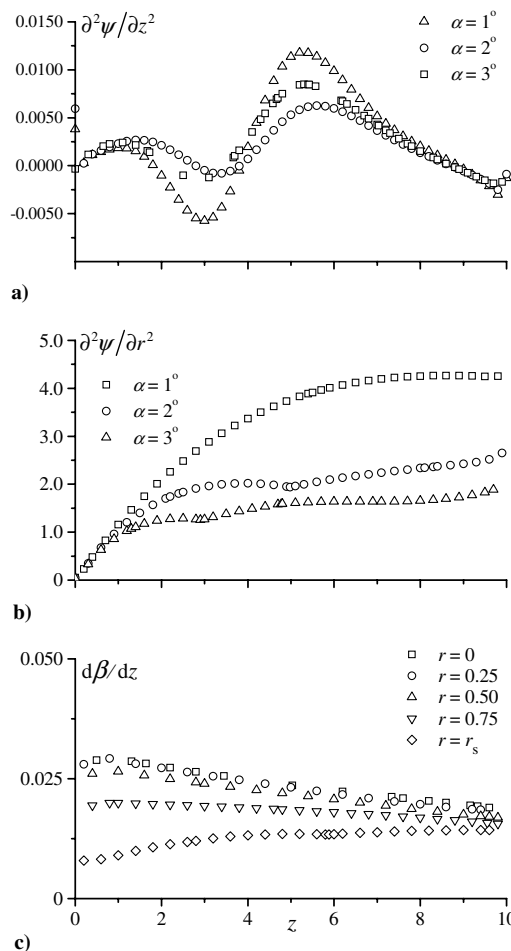 ∂²ψ/∂z²
0.0150
0.0100
0.0050
0.0000
-0.0050
α = 1°
α = 2°
α = 3°
a)
∂²ψ/∂r²
5.0
4.0
3.0
2.0
1.0
0
α = 1°
α = 2°
α = 3°
b)
0.050
dβ/dz
0.025
0
r = 0
r = 0.25
r = 0.50
r = 0.75
r = rₛ
0 2 4 z 6 8 10
c)